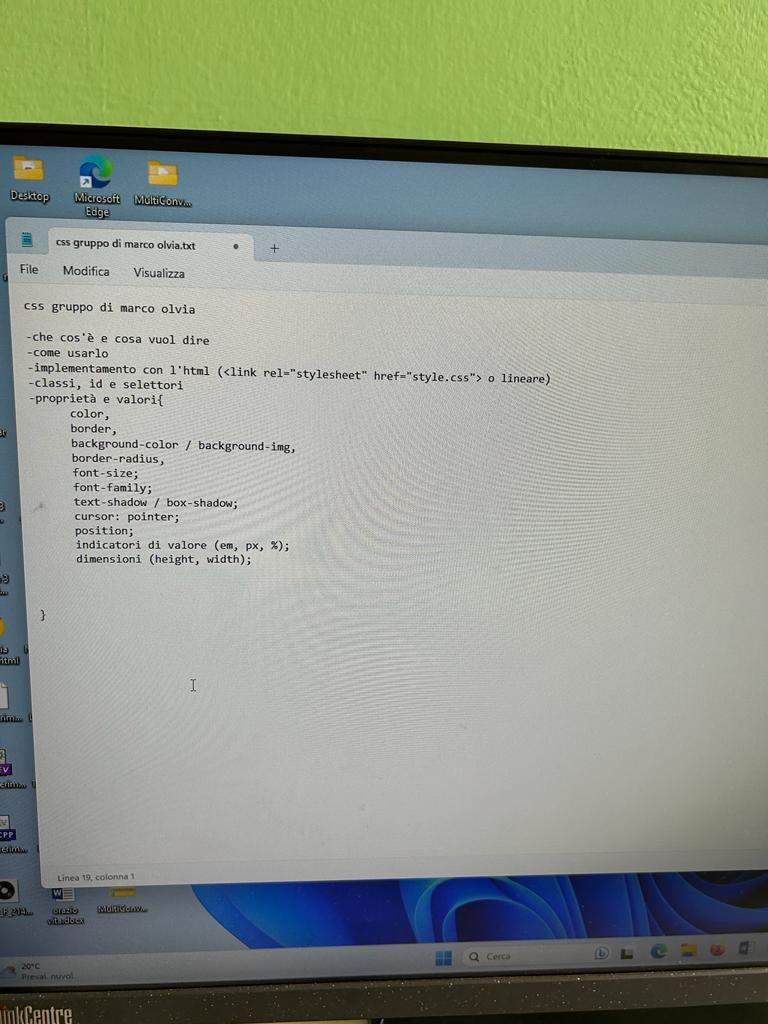 Desktop
Microsoft Edge
MultiConv...
css gruppo di marco olvia.txt
File Modifica Visualizza
css gruppo di marco olvia
-che cos'è e cosa vuol dire
-come usarlo
-implementamento con l'html (<link rel="stylesheet" href="style.css"> o lineare)
-classi, id e selettori
-proprietà e valori{
color,
border,
background-color / background-img,
border-radius,
font-size;
font-family;
text-shadow / box-shadow;
cursor: pointer;
position;
indicatori di valore (em, px, %);
dimensioni (height, width);
}
Linea 19, colonna 1
orazio vita.docx
MultiConv...
20°C
Preval. nuvol.
Cerca